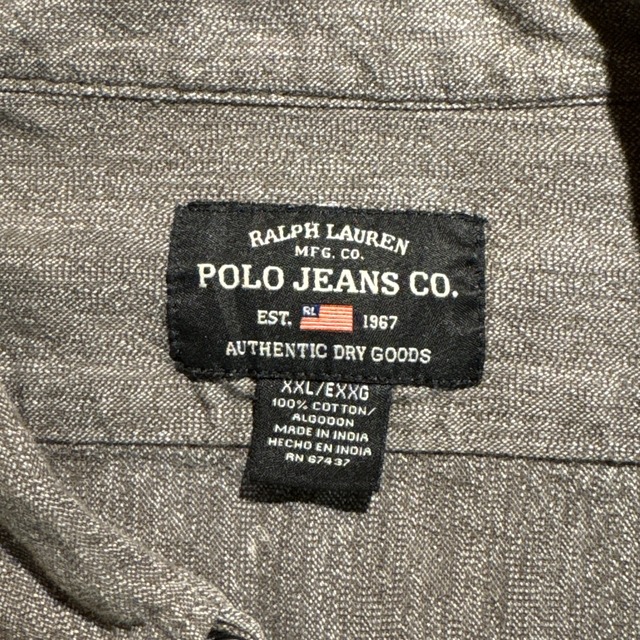 RALPH LAUREN
MFG. CO.
POLO JEANS CO.
EST. RL 1967
AUTHENTIC DRY GOODS
XXL/EXXG
100% COTTON/
ALGODON
MADE IN INDIA
HECHO EN INDIA
RN 67437